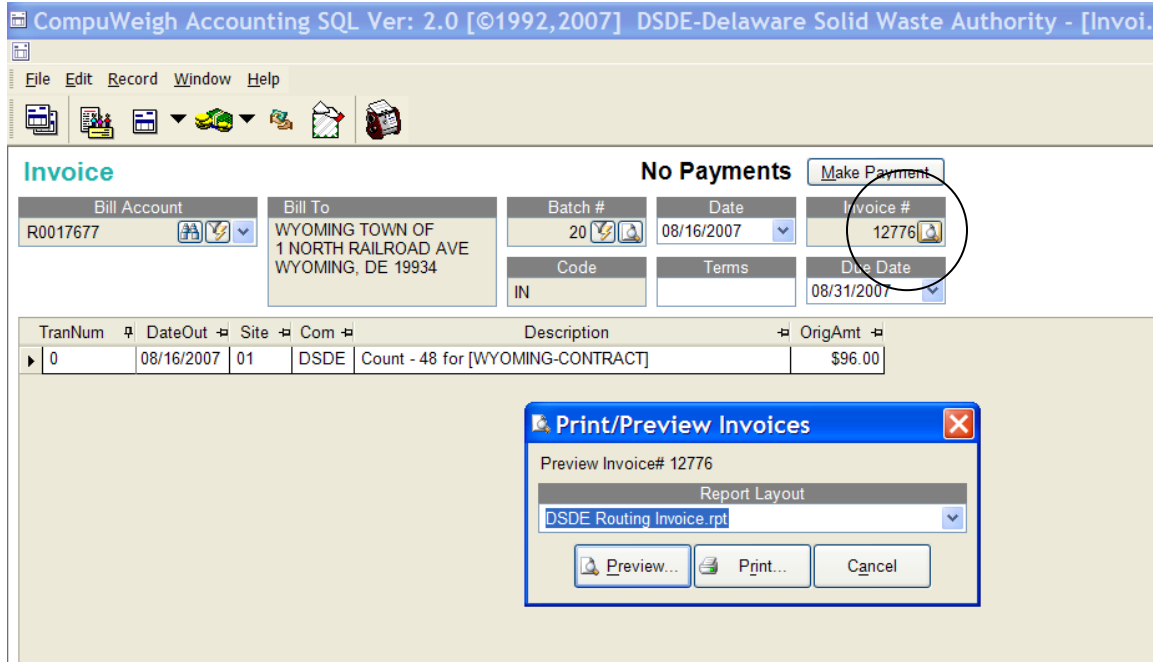 CompuWeigh Accounting SQL Ver: 2.0 [©1992,2007] DSDE-Delaware Solid Waste Authority - [Invoi.
File Edit Record Window Help
Invoice No Payments Make Payment
Bill Account Bill To Batch # Date Invoice #
R0017677 WYOMING TOWN OF 20 08/16/2007 12776
1 NORTH RAILROAD AVE
WYOMING, DE 19934 Code Terms Due Date
IN 08/31/2007
TranNum DateOut Site Com Description OrigAmt
0 08/16/2007 01 DSDE Count - 48 for [WYOMING-CONTRACT] $96.00
Print/Preview Invoices
Preview Invoice# 12776
Report Layout
DSDE Routing Invoice.rpt
Preview... Print... Cancel